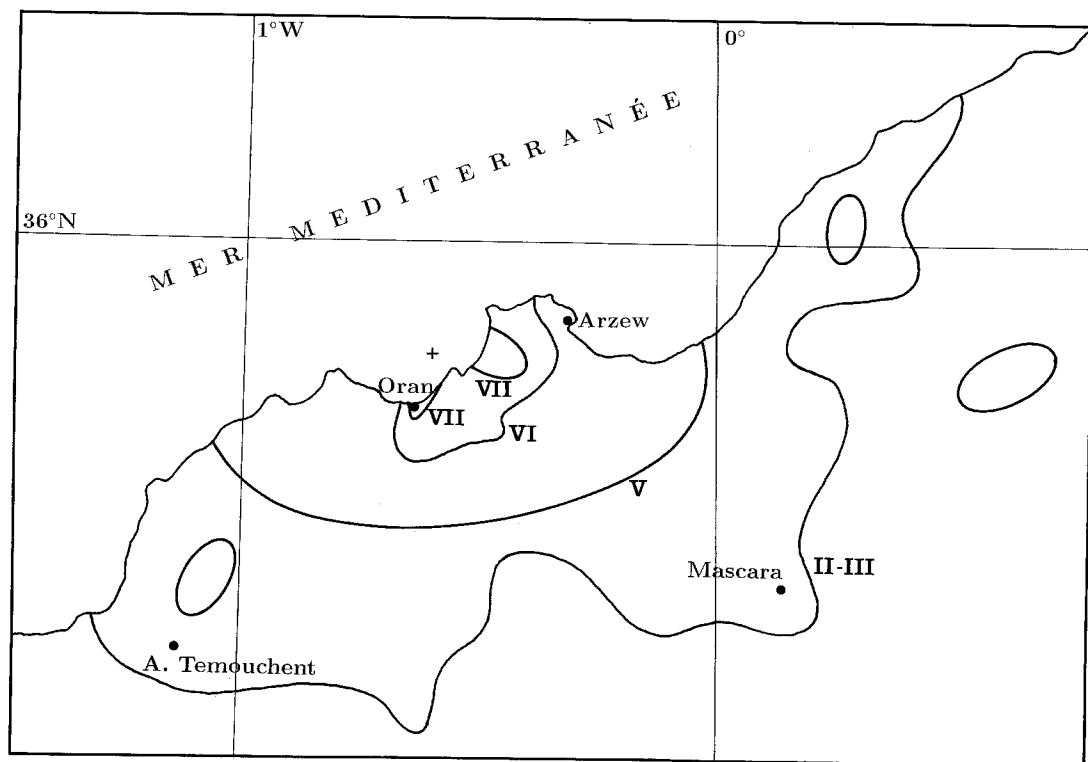 1°W
0°
MER MEDITERRANÉE
36°N
Arzew
Oran
VII
VII
VI
V
II-III
Mascara
A. Temouchent